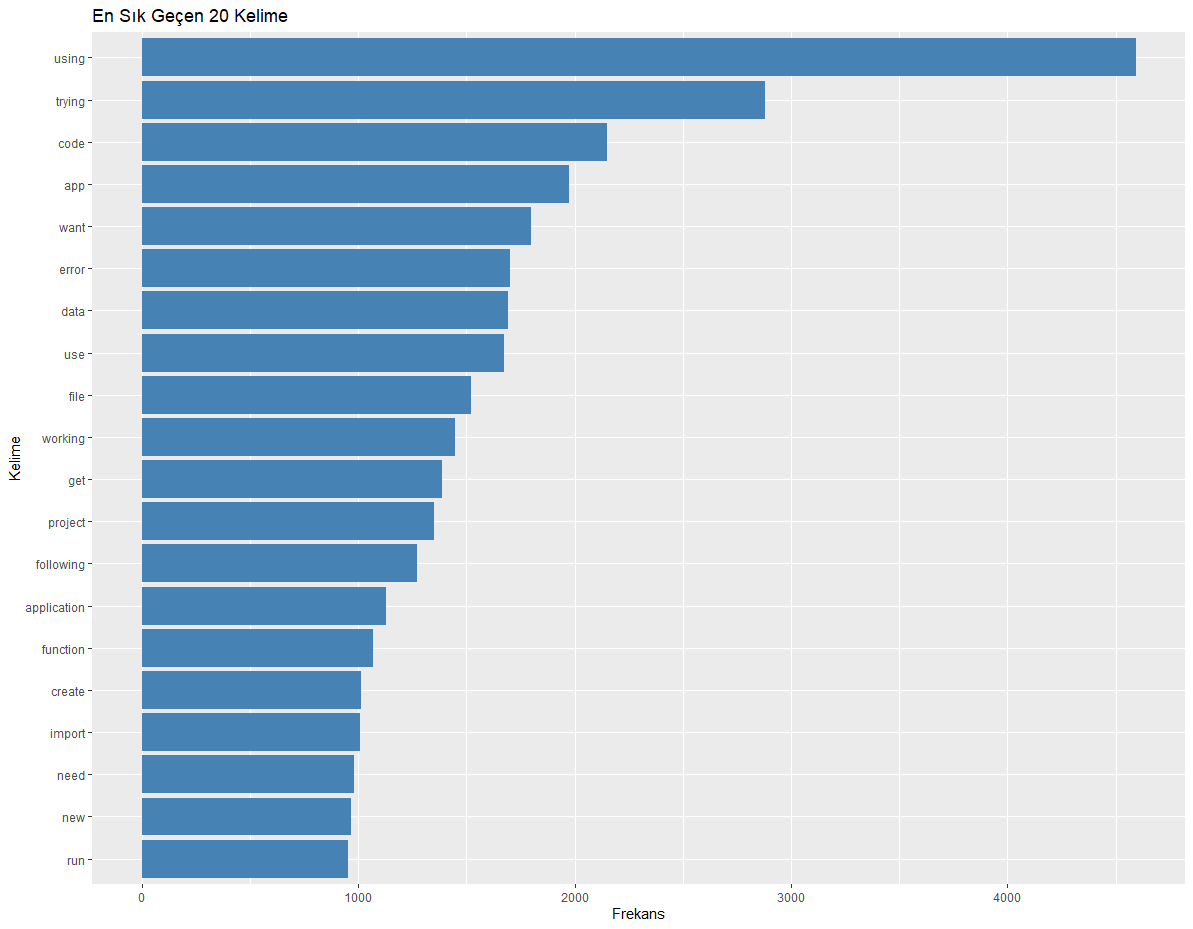 En Sık Geçen 20 Kelime
using
trying
code
app
want
error
data
use
file
working
get
project
following
application
function
create
import
need
new
run
Kelime
0 1000 2000 3000 4000
Frekans